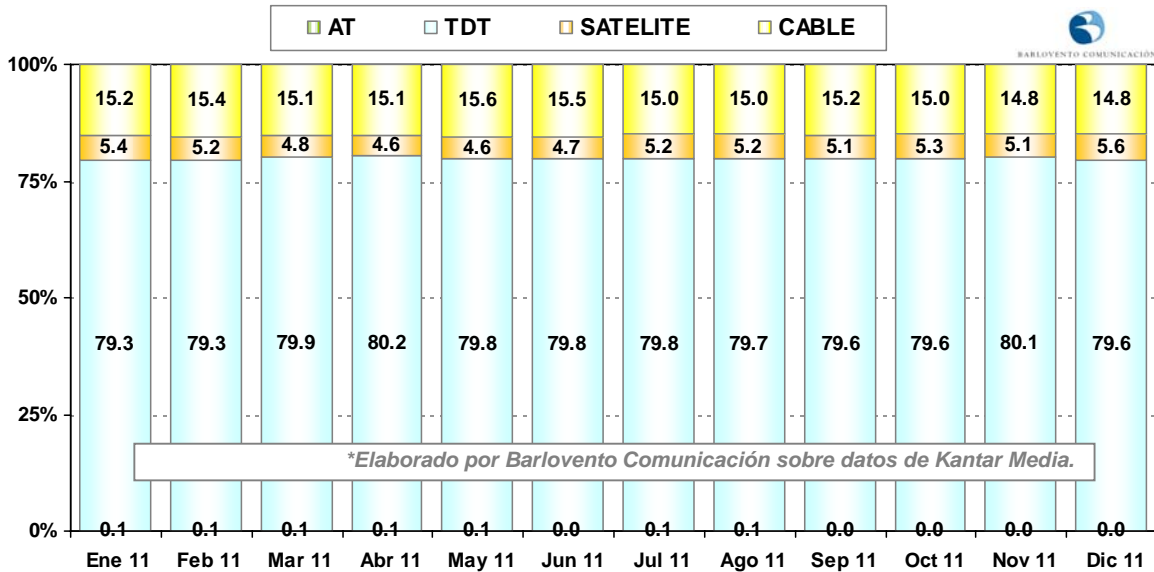 AT TDT SATELITE CABLE
BARLOVENTO COMUNICACIÓN
100%
15.2 15.4 15.1 15.1 15.6 15.5 15.0 15.0 15.2 15.0 14.8 14.8
5.4 5.2 4.8 4.6 4.6 4.7 5.2 5.2 5.1 5.3 5.1 5.6
75%
50%
79.3 79.3 79.9 80.2 79.8 79.8 79.8 79.7 79.6 79.6 80.1 79.6
25%
*Elaborado por Barlovento Comunicación sobre datos de Kantar Media.
0%
0.1 0.1 0.1 0.1 0.1 0.0 0.1 0.1 0.0 0.0 0.0 0.0
Ene 11 Feb 11 Mar 11 Abr 11 May 11 Jun 11 Jul 11 Ago 11 Sep 11 Oct 11 Nov 11 Dic 11